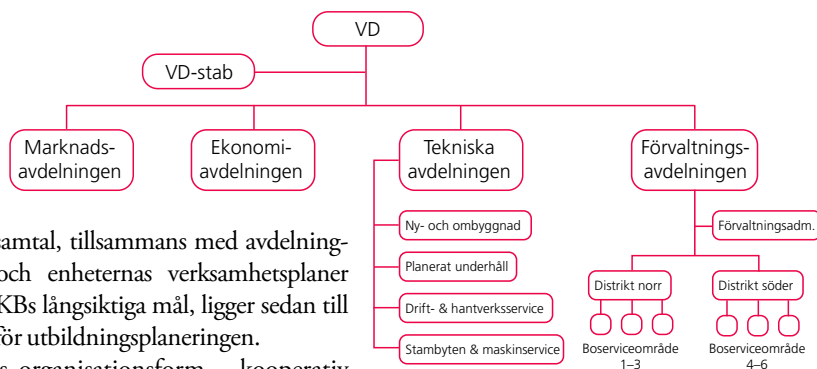 VD
VD-stab
Marknads-
avdelningen
Ekonomi-
avdelningen
Tekniska
avdelningen
Förvaltnings-
avdelningen
Ny- och ombyggnad
Planerat underhåll
Drift- & hantverksservice
Stambyten & maskinservice
Förvaltningsadm.
Distrikt norr
Distrikt söder
Boserviceområde
1–3
Boserviceområde
4–6
samtal, tillsammans med avdelning-
och enheternas verksamhetsplaner
KBs långsiktiga mål, ligger sedan till
för utbildningsplaneringen.
organisationsform – kooperativ